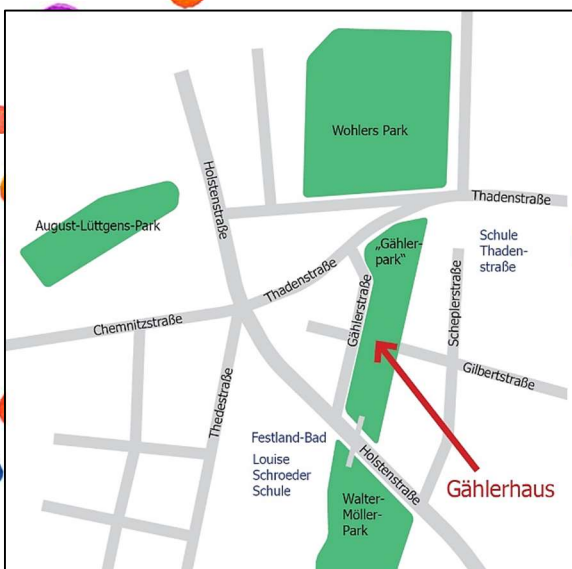 Wohlers Park
Holstenstraße
August-Lüttgens-Park
Thadenstraße
„Gähler-
park“
Schule
Thaden-
straße
Thadenstraße
Gählerstraße
Scheplerstraße
Chemnitzstraße
Gilbertstraße
Thedestraße
Festland-Bad
Louise
Schroeder
Schule
Holstenstraße
Gählerhaus
Walter-
Möller-
Park